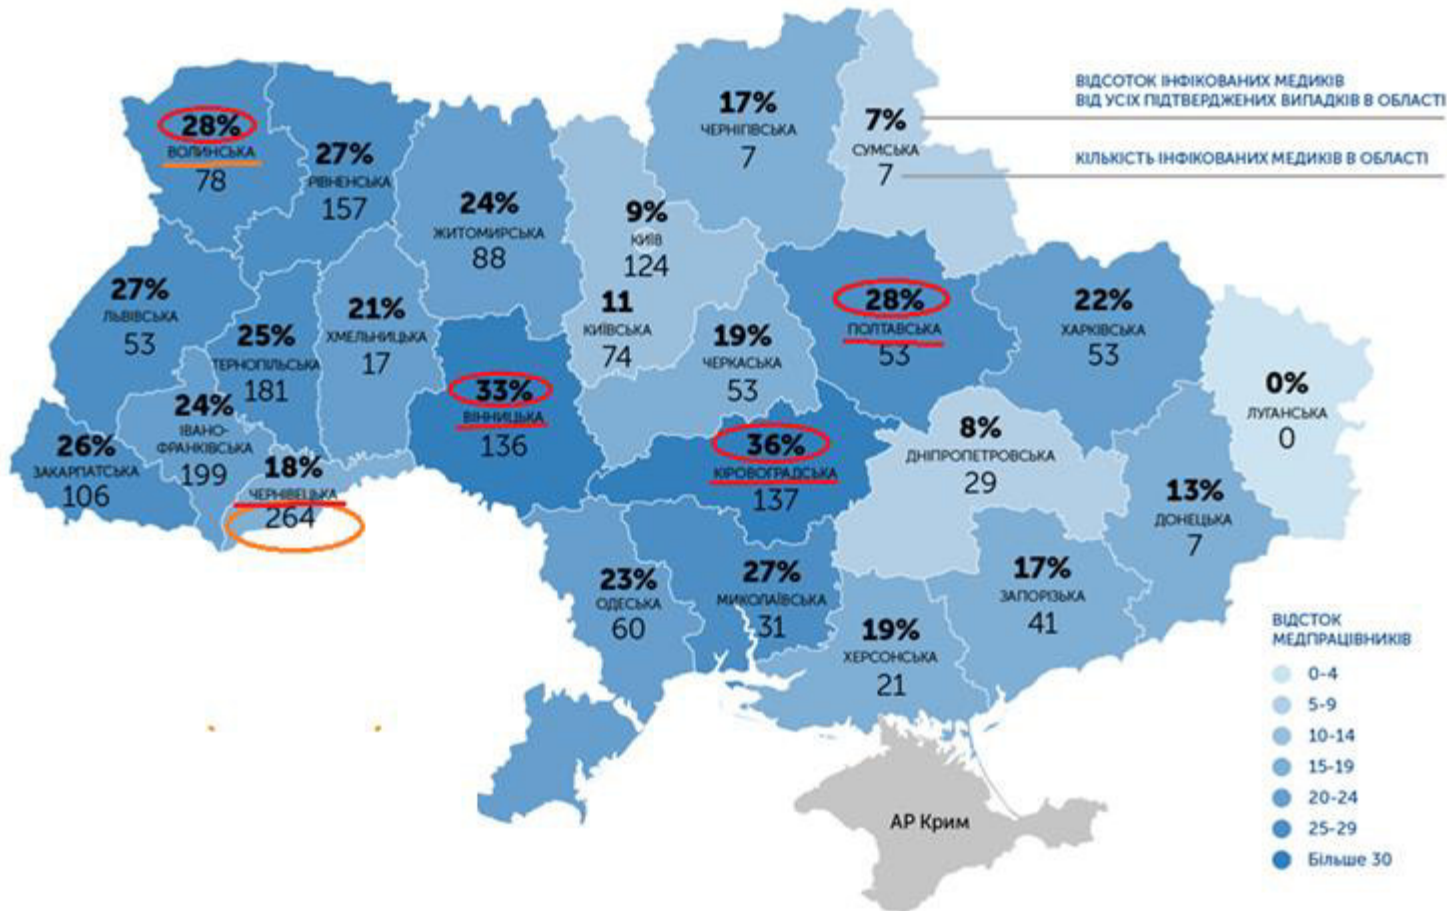 ВІДСОТОК ІНФІКОВАНИХ МЕДИКІВ
ВІД УСІХ ПІДТВЕРДЖЕНИХ ВИПАДКІВ В ОБЛАСТІ
КІЛЬКІСТЬ ІНФІКОВАНИХ МЕДИКІВ В ОБЛАСТІ
28%
ВОЛИНСЬКА
78
27%
РІВНЕНСЬКА
157
24%
ЖИТОМИРСЬКА
88
9%
КИЇВ
124
11
КИЇВСЬКА
74
17%
ЧЕРНІГІВСЬКА
7
7%
СУМСЬКА
7
27%
ЛЬВІВСЬКА
53
25%
ТЕРНОПІЛЬСЬКА
181
21%
ХМЕЛЬНИЦЬКА
17
33%
ВІННИЦЬКА
136
19%
ЧЕРКАСЬКА
53
28%
ПОЛТАВСЬКА
53
22%
ХАРКІВСЬКА
53
0%
ЛУГАНСЬКА
0
26%
ЗАКАРПАТСЬКА
106
24%
ІВАНО-
ФРАНКІВСЬКА
199
18%
ЧЕРНІВЕЦЬКА
264
36%
КІРОВОГРАДСЬКА
137
8%
ДНІПРОПЕТРОВСЬКА
29
13%
ДОНЕЦЬКА
7
23%
ОДЕСЬКА
60
27%
МИКОЛАЇВСЬКА
31
19%
ХЕРСОНСЬКА
21
17%
ЗАПОРІЗЬКА
41
АР Крим
ВІДСТОК
МЕДПРАЦІВНИКІВ
0-4
5-9
10-14
15-19
20-24
25-29
Більше 30